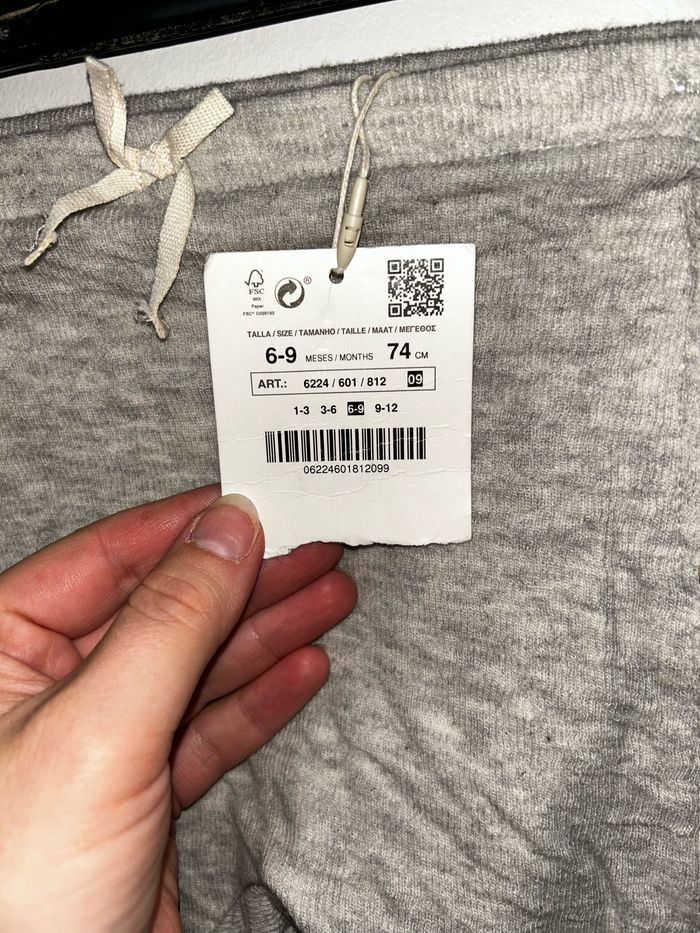 FSC
MIX
Paper
FSC® C008193
®
TALLA / SIZE / TAMANHO / TAILLE / MAAT / ΜΕΓΕΘΟΣ
6-9 MESES / MONTHS 74 CM
ART.: 6224 / 601 / 812 09
1-3 3-6 6-9 9-12
06224601812099